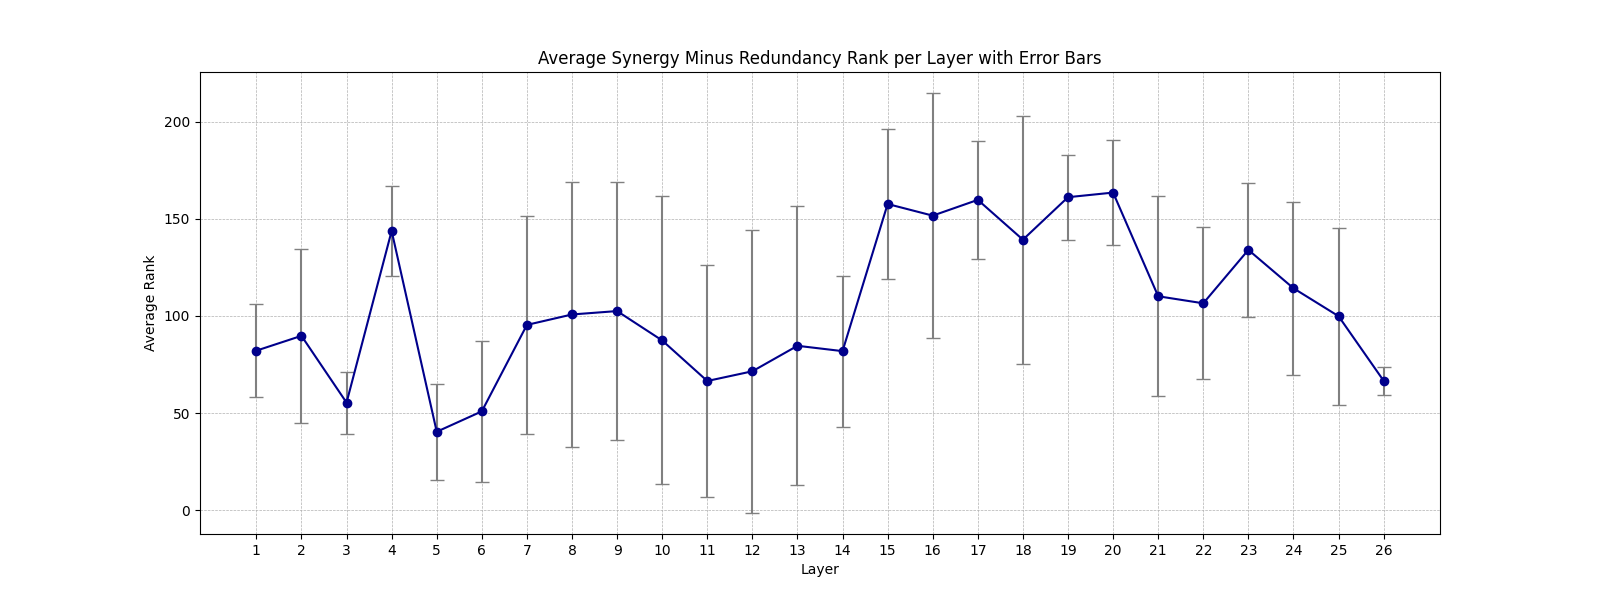 Average Synergy Minus Redundancy Rank per Layer with Error Bars
Average Rank
200
150
100
50
0
1 2 3 4 5 6 7 8 9 10 11 12 13 14 15 16 17 18 19 20 21 22 23 24 25 26
Layer